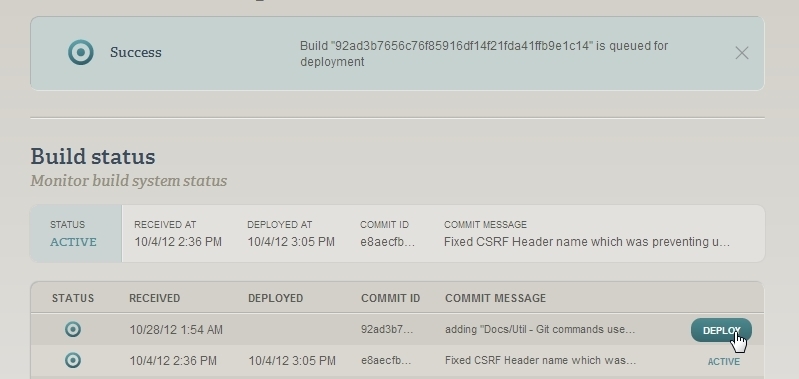 Success
Build "92ad3b7656c76f85916df14f21fda41ffb9e1c14" is queued for
deployment
Build status
Monitor build system status
STATUS RECEIVED AT DEPLOYED AT COMMIT ID COMMIT MESSAGE
ACTIVE 10/4/12 2:36 PM 10/4/12 3:05 PM e8aecfb... Fixed CSRF Header name which was preventing u...
STATUS RECEIVED DEPLOYED COMMIT ID COMMIT MESSAGE
10/28/12 1:54 AM 92ad3b7... adding "Docs/Util - Git commands use... DEPLOY
10/4/12 2:36 PM 10/4/12 3:05 PM e8aecfb... Fixed CSRF Header name which was... ACTIVE